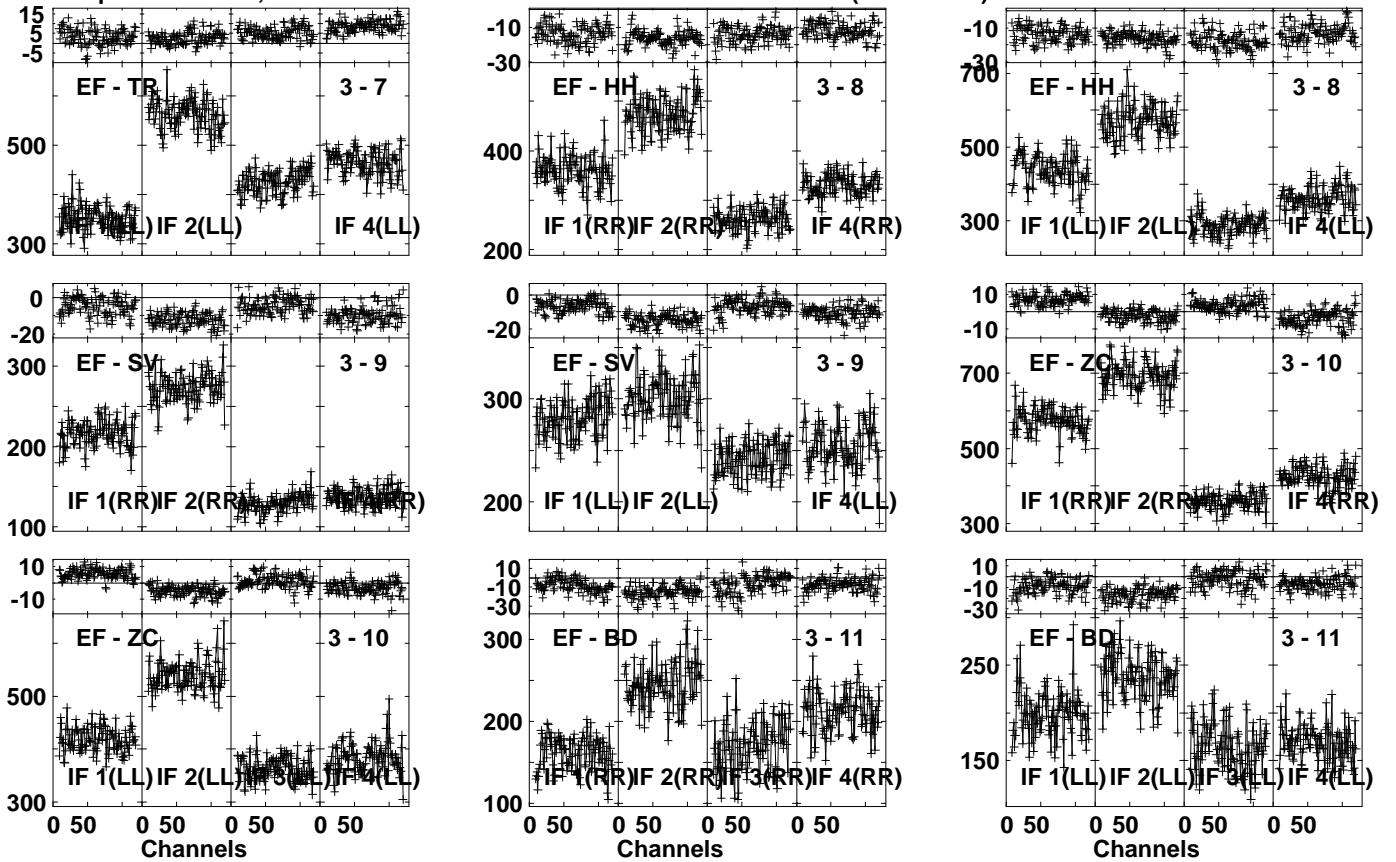 15
5
-5
EF - TR
3 - 7
500
300
IF 2(LL)
IF 4(LL)
-10
-30
EF - HH
3 - 8
400
200
IF 1(RR)
IF 2(RR)
IF 4(RR)
-10
-30
700
EF - HH
3 - 8
500
300
IF 1(LL)
IF 2(LL)
IF 4(LL)
0
-20
300
EF - SV
3 - 9
200
100
IF 1(RR)
IF 2(RR)
IF 4(RR)
0
-20
EF - SV
3 - 9
300
200
IF 1(LL)
IF 2(LL)
IF 4(LL)
10
-10
700
EF - ZC
3 - 10
500
300
IF 1(RR)
IF 2(RR)
IF 4(RR)
10
-10
EF - ZC
3 - 10
500
300
IF 1(LL)
IF 2(LL)
IF 3(LL)
IF 4(LL)
0 50 0 50 0 50 0 50
Channels
10
-10
-30
300
EF - BD
3 - 11
200
100
IF 1(RR)
IF 2(RR)
IF 3(RR)
IF 4(RR)
0 50 0 50 0 50 0 50
Channels
10
-10
-30
EF - BD
3 - 11
250
150
IF 1(LL)
IF 2(LL)
IF 3(LL)
IF 4(LL)
0 50 0 50 0 50 0 50
Channels